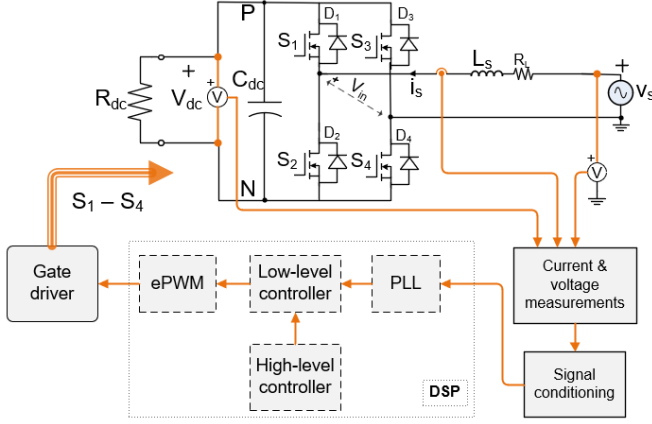 P
D1
D3
S1
S3
Ls
RL
+
+
+
V
Vdc
Rdc
Cdc
+
Vin
is
vs
D2
D4
S2
S4
N
+
V
S1 – S4
Gate
driver
ePWM
Low-level
controller
PLL
High-level
controller
DSP
Current &
voltage
measurements
Signal
conditioning